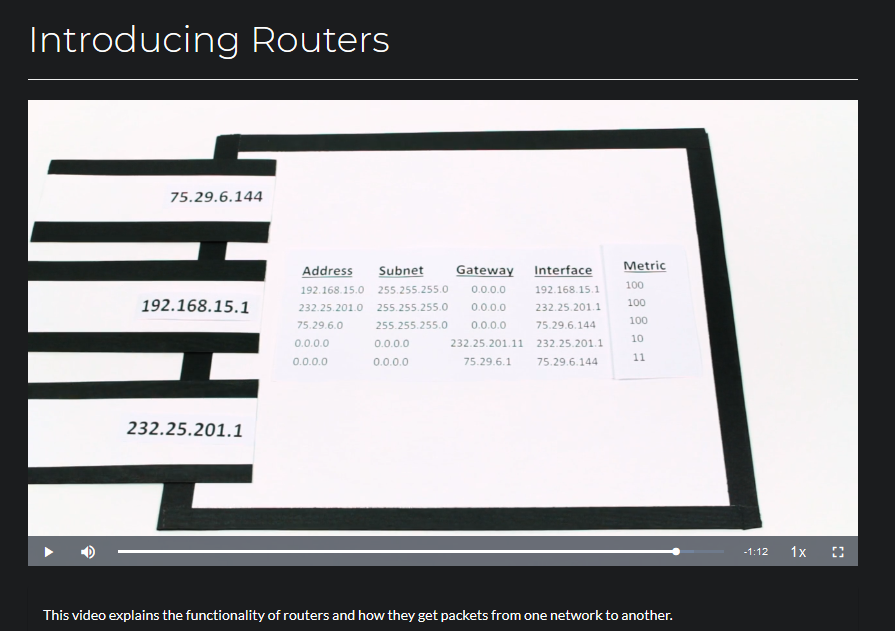 Introducing Routers
75.29.6.144
192.168.15.1
232.25.201.1
Address Subnet Gateway Interface Metric
192.168.15.0 255.255.255.0 0.0.0.0 192.168.15.1 100
232.25.201.0 255.255.255.0 0.0.0.0 232.25.201.1 100
75.29.6.0 255.255.255.0 0.0.0.0 75.29.6.144 100
0.0.0.0 0.0.0.0 232.25.201.11 232.25.201.1 10
0.0.0.0 0.0.0.0 75.29.6.1 75.29.6.144 11
-1:12 1x
This video explains the functionality of routers and how they get packets from one network to another.